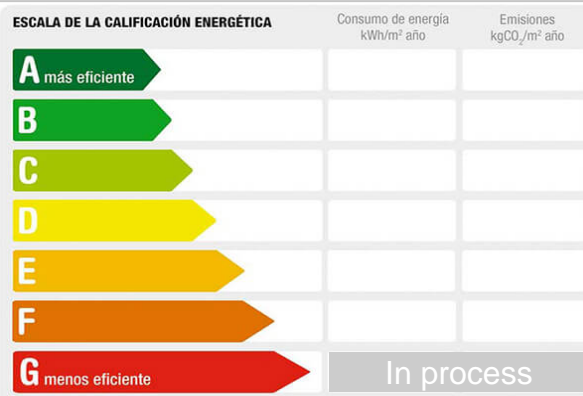 ESCALA DE LA CALIFICACIÓN ENERGÉTICA
Consumo de energía
kWh/m² año
Emisiones
kgCO₂/m² año
A más eficiente
B
C
D
E
F
G menos eficiente
In process